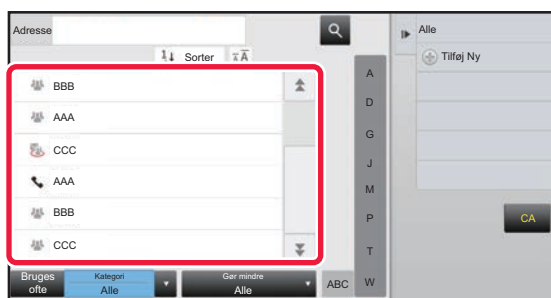 Adresse
Sorter
A
BBB
AAA
CCC
AAA
BBB
CCC
A
D
G
J
M
P
T
W
Bruges
ofte
Kategori
Alle
Gør mindre
Alle
ABC
Alle
Tilføj Ny
CA